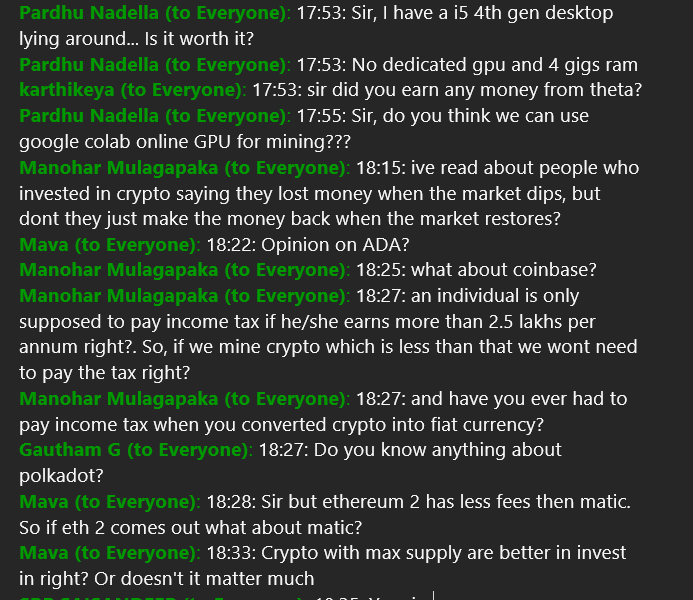 Pardhu Nadella (to Everyone): 17:53: Sir, I have a i5 4th gen desktop
lying around... Is it worth it?
Pardhu Nadella (to Everyone): 17:53: No dedicated gpu and 4 gigs ram
karthikeya (to Everyone): 17:53: sir did you earn any money from theta?
Pardhu Nadella (to Everyone): 17:55: Sir, do you think we can use
google colab online GPU for mining???
Manohar Mulagapaka (to Everyone): 18:15: ive read about people who
invested in crypto saying they lost money when the market dips, but
dont they just make the money back when the market restores?
Mava (to Everyone): 18:22: Opinion on ADA?
Manohar Mulagapaka (to Everyone): 18:25: what about coinbase?
Manohar Mulagapaka (to Everyone): 18:27: an individual is only
supposed to pay income tax if he/she earns more than 2.5 lakhs per
annum right?. So, if we mine crypto which is less than that we wont need
to pay the tax right?
Manohar Mulagapaka (to Everyone): 18:27: and have you ever had to
pay income tax when you converted crypto into fiat currency?
Gautham G (to Everyone): 18:27: Do you know anything about
polkadot?
Mava (to Everyone): 18:28: Sir but ethereum 2 has less fees then matic.
So if eth 2 comes out what about matic?
Mava (to Everyone): 18:33: Crypto with max supply are better in invest
in right? Or doesn't it matter much